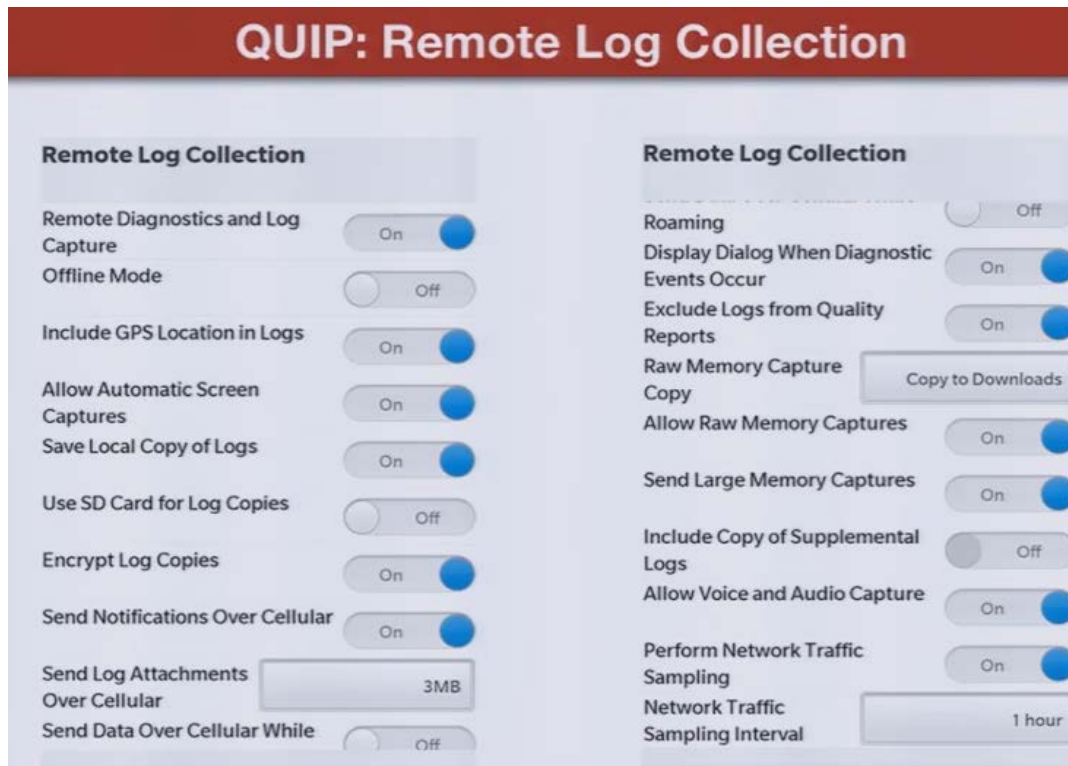 QUIP: Remote Log Collection
Remote Log Collection
Remote Diagnostics and Log
Capture
On
Offline Mode
Off
Include GPS Location in Logs
On
Allow Automatic Screen
Captures
On
Save Local Copy of Logs
On
Use SD Card for Log Copies
Off
Encrypt Log Copies
On
Send Notifications Over Cellular
On
Send Log Attachments
Over Cellular
3MB
Send Data Over Cellular While
Off
Remote Log Collection
Send Data Over Cellular While
Roaming
Off
Display Dialog When Diagnostic
Events Occur
On
Exclude Logs from Quality
Reports
On
Raw Memory Capture
Copy
Copy to Downloads
Allow Raw Memory Captures
On
Send Large Memory Captures
On
Include Copy of Supplemental
Logs
Off
Allow Voice and Audio Capture
On
Perform Network Traffic
Sampling
On
Network Traffic
Sampling Interval
1 hour